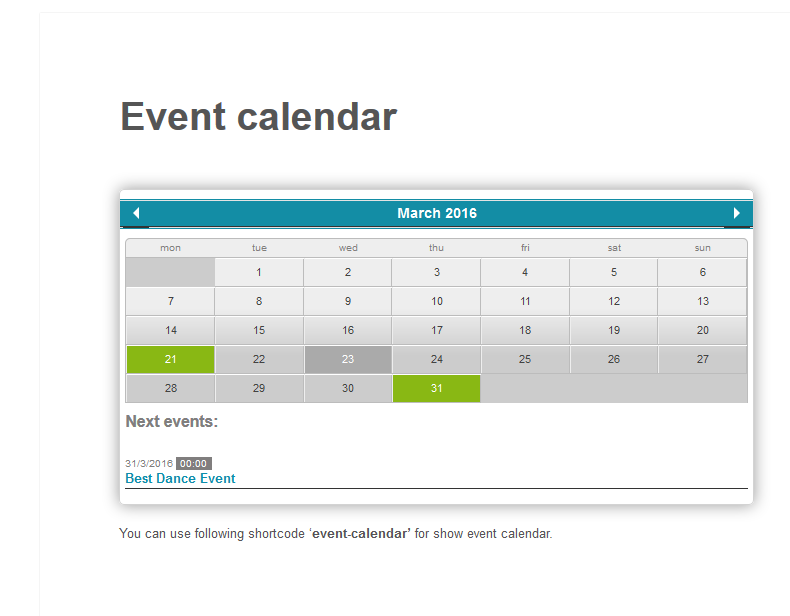 Event calendar
March 2016
mon tue wed thu fri sat sun
1 2 3 4 5 6
7 8 9 10 11 12 13
14 15 16 17 18 19 20
21 22 23 24 25 26 27
28 29 30 31
Next events:
31/3/2016 00:00
Best Dance Event
You can use following shortcode ‘event-calendar’ for show event calendar.